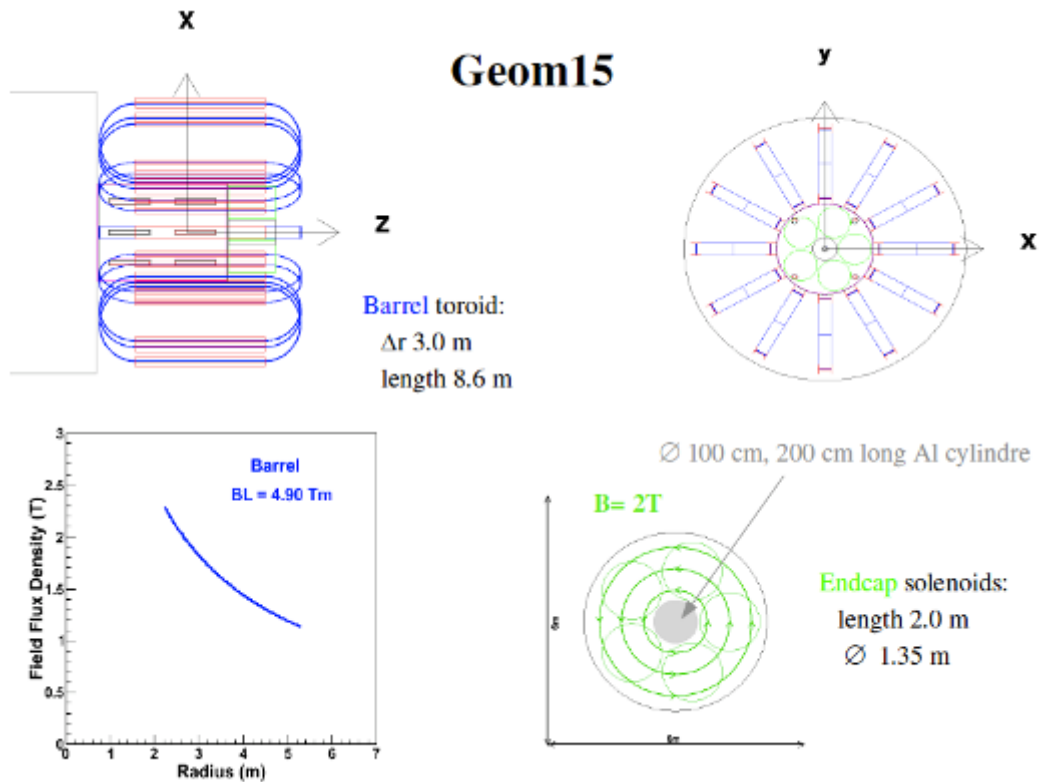 Geom15
X
Z
y
X
Barrel toroid:
Δr 3.0 m
length 8.6 m
Field Flux Density (T)
3
2.5
2
1.5
1
0.5
0
0 1 2 3 4 5 6 7
Radius (m)
Barrel
BL = 4.90 Tm
∅ 100 cm, 200 cm long Al cylindre
B= 2T
6m
6m
Endcap solenoids:
length 2.0 m
∅ 1.35 m